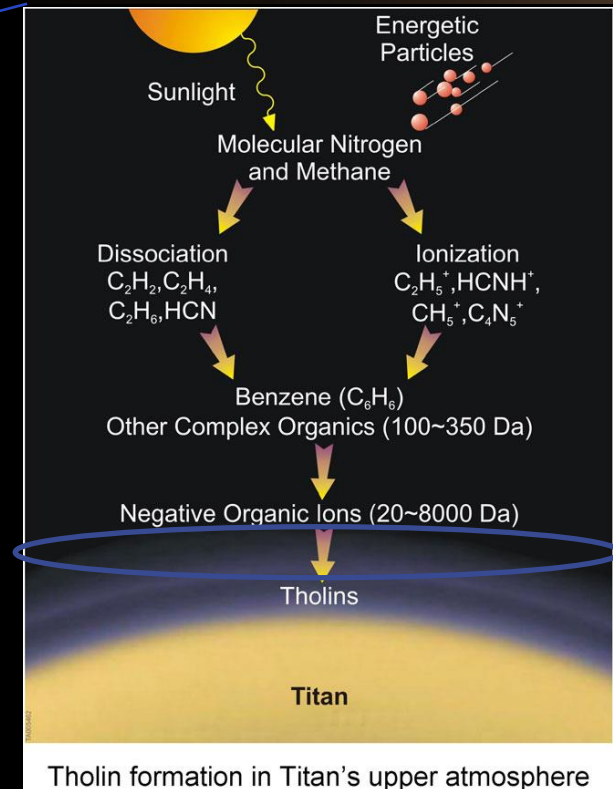 Energetic
Particles
Sunlight
Molecular Nitrogen
and Methane
Dissociation
C₂H₂,C₂H₄,
C₂H₆,HCN
Ionization
C₂H₅⁺,HCNH⁺,
CH₅⁺,C₄N₅⁺
Benzene (C₆H₆)
Other Complex Organics (100~350 Da)
Negative Organic Ions (20~8000 Da)
Tholins
Titan
Tholin formation in Titan's upper atmosphere